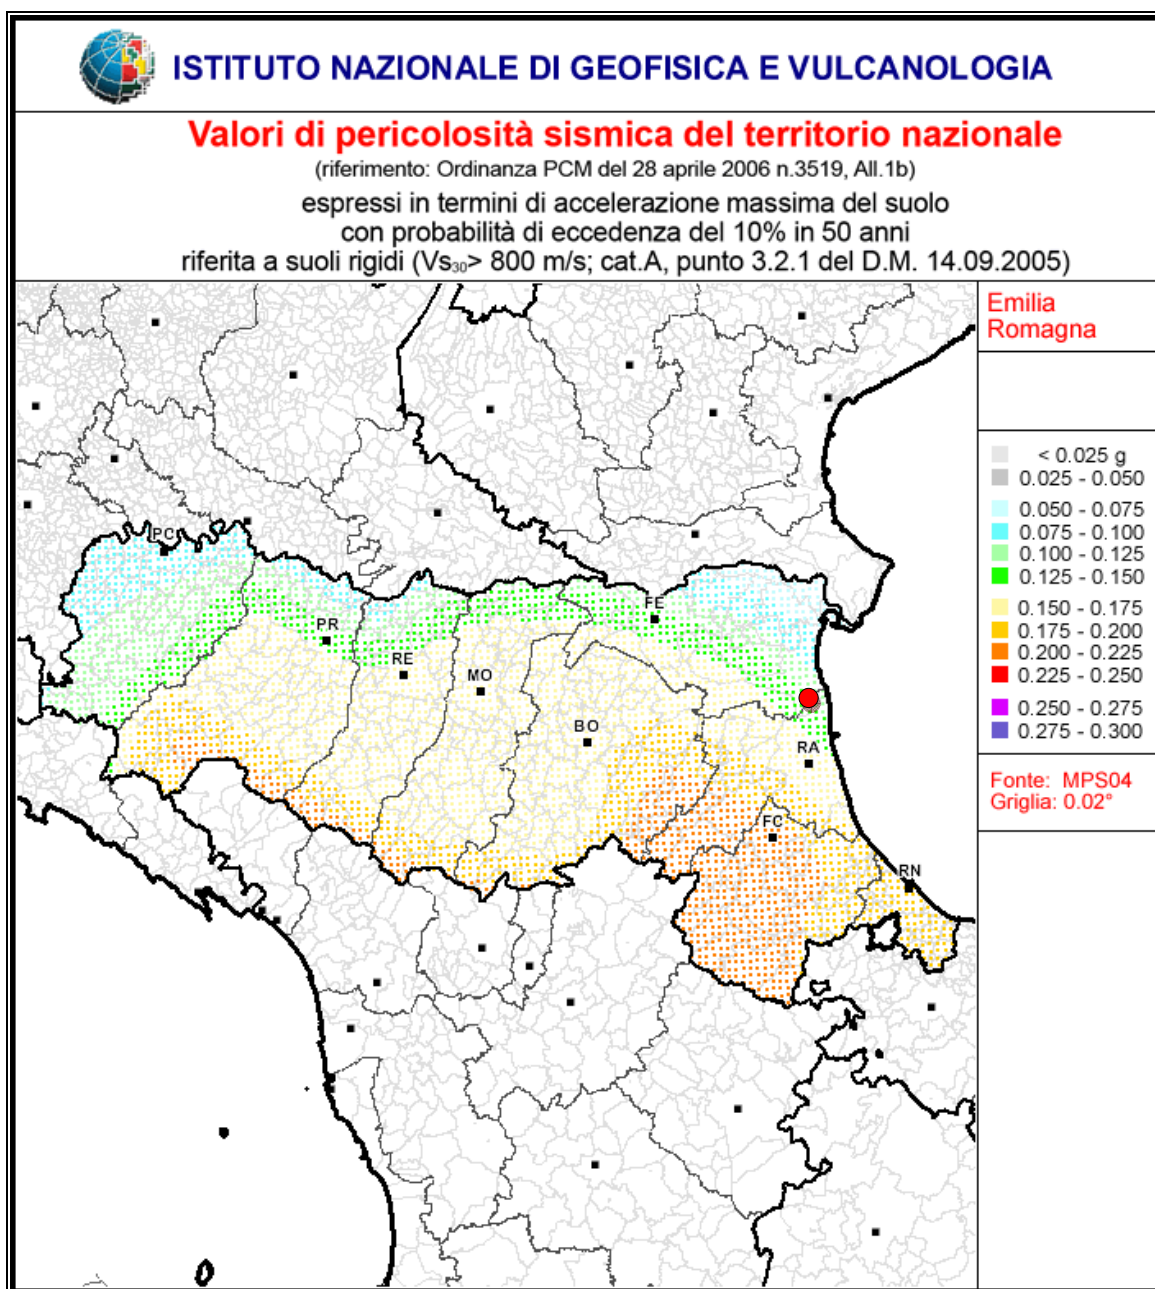 ISTITUTO NAZIONALE DI GEOFISICA E VULCANOLOGIA
Valori di pericolosità sismica del territorio nazionale
(riferimento: Ordinanza PCM del 28 aprile 2006 n.3519, All.1b)
espressi in termini di accelerazione massima del suolo
con probabilità di eccedenza del 10% in 50 anni
riferita a suoli rigidi (Vs₃₀> 800 m/s; cat.A, punto 3.2.1 del D.M. 14.09.2005)
Emilia
Romagna
< 0.025 g
0.025 - 0.050
0.050 - 0.075
0.075 - 0.100
0.100 - 0.125
0.125 - 0.150
0.150 - 0.175
0.175 - 0.200
0.200 - 0.225
0.225 - 0.250
0.250 - 0.275
0.275 - 0.300
Fonte: MPS04
Griglia: 0.02°
PC
PR
RE
MO
FE
BO
RA
FC
RN